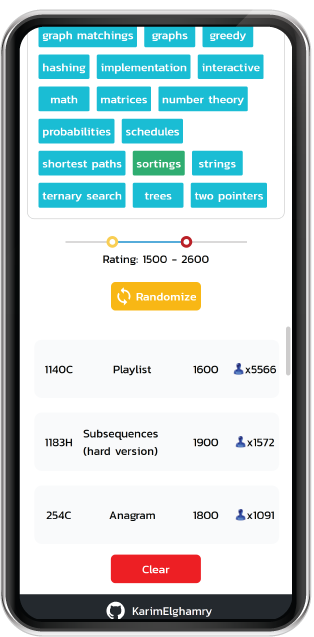 graph matchings graphs greedy
hashing implementation interactive
math matrices number theory
probabilities schedules
shortest paths sortings strings
ternary search trees two pointers
Rating: 1500 - 2600
Randomize
1140C Playlist 1600 x5566
1183H Subsequences (hard version) 1900 x1572
254C Anagram 1800 x1091
Clear
KarimElghamry